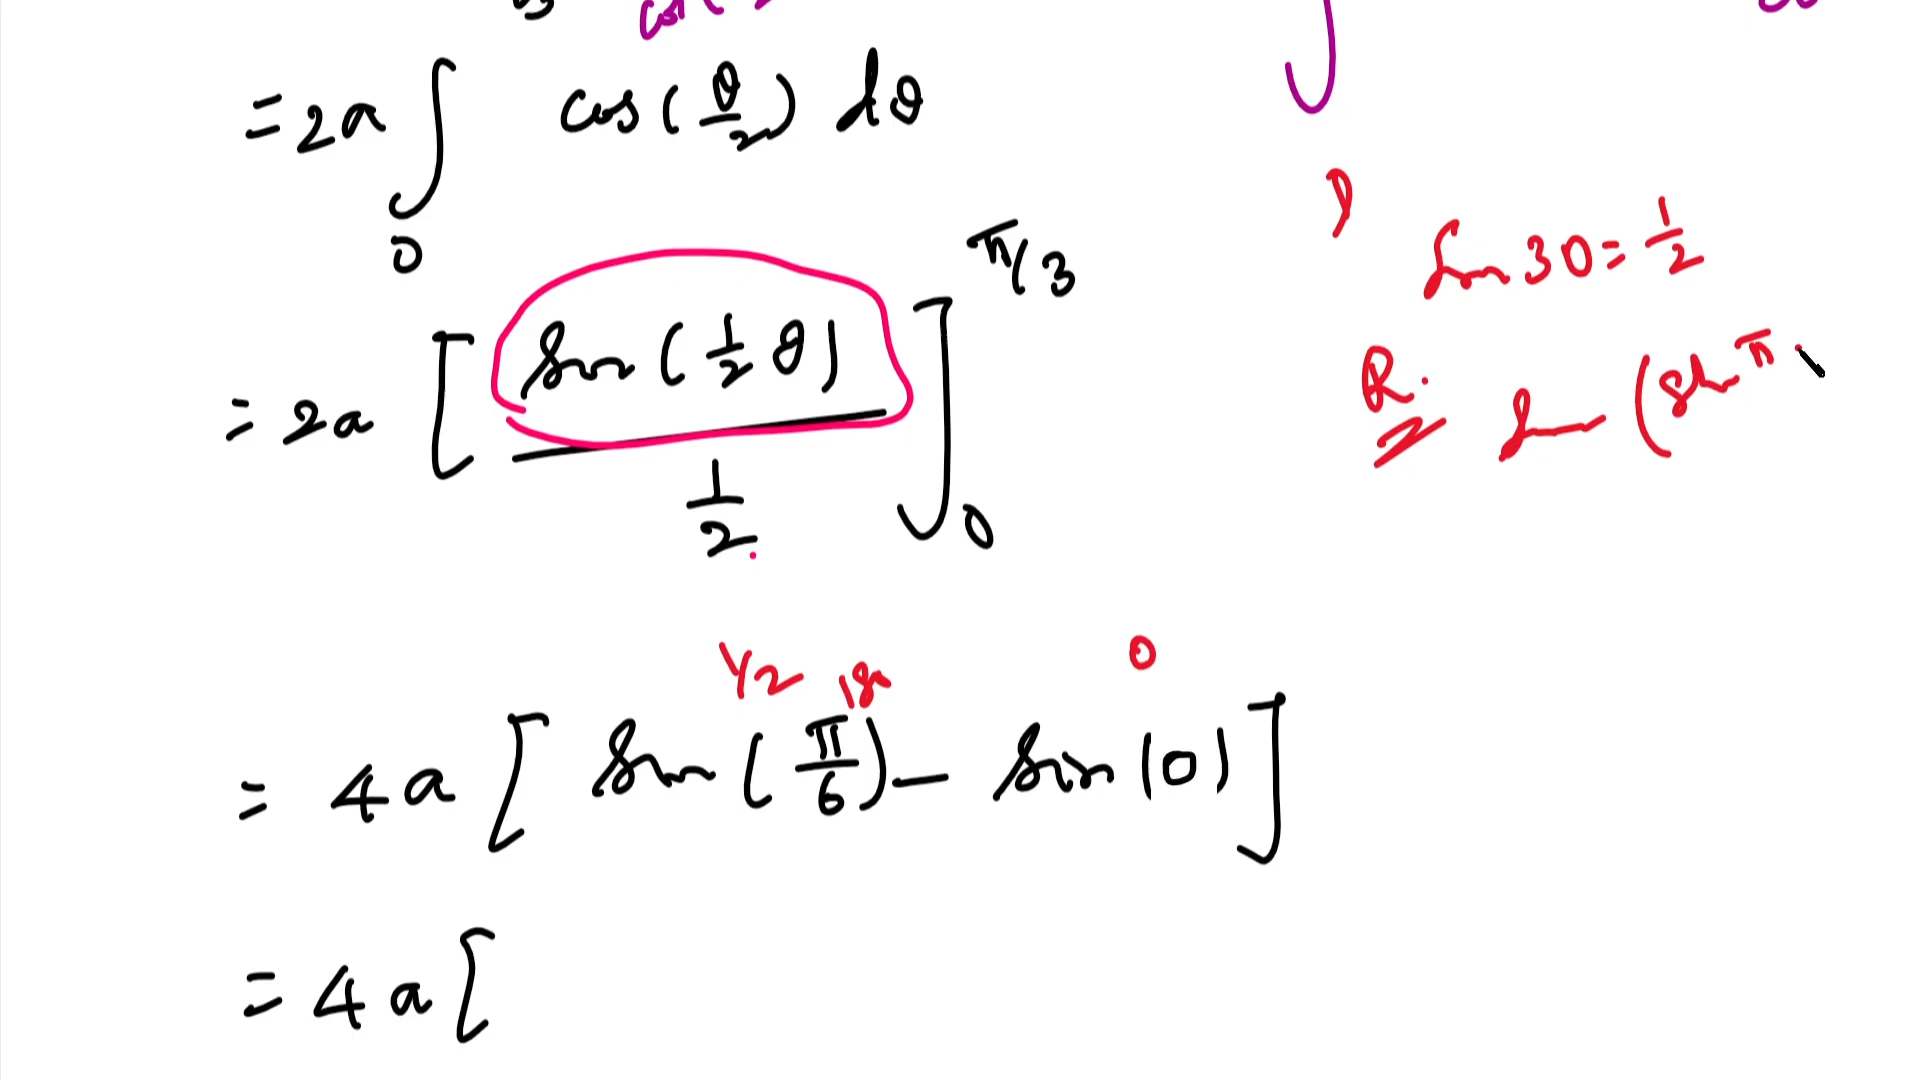 = 2a ∫₀ cos(θ/2) dθ
= 2a [ sin(½ θ) / ½ ]₀^π/3
) sin 30 = 1/2
R.
1/2 180 0
= 4a [ sin(π/6) - sin(0) ]
= 4a [